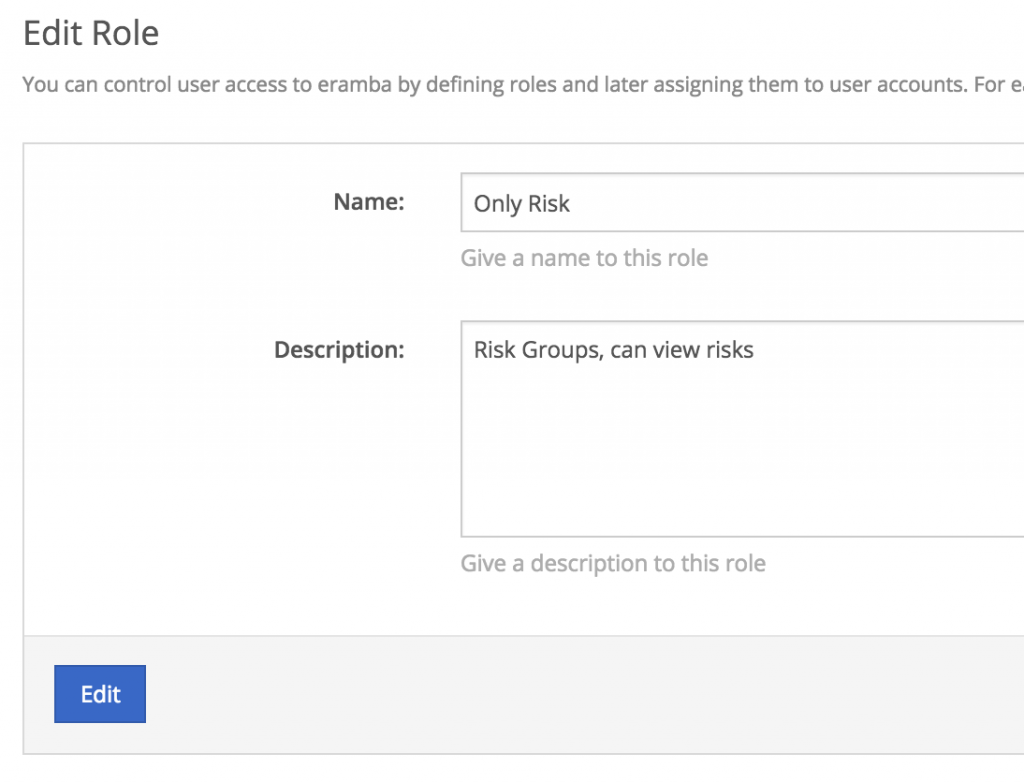 Edit Role
You can control user access to eramba by defining roles and later assigning them to user accounts. For
Name:
Only Risk
Give a name to this role
Description:
Risk Groups, can view risks
Give a description to this role
Edit